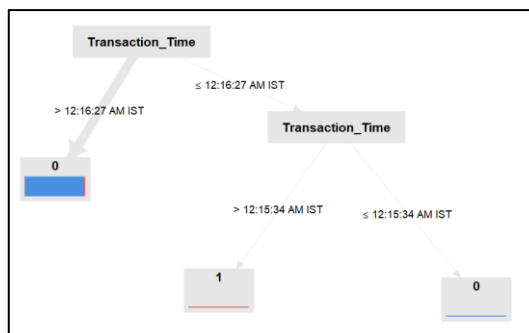 Transaction_Time
≤ 12:16:27 AM IST
> 12:16:27 AM IST
Transaction_Time
0
> 12:15:34 AM IST
≤ 12:15:34 AM IST
1
0